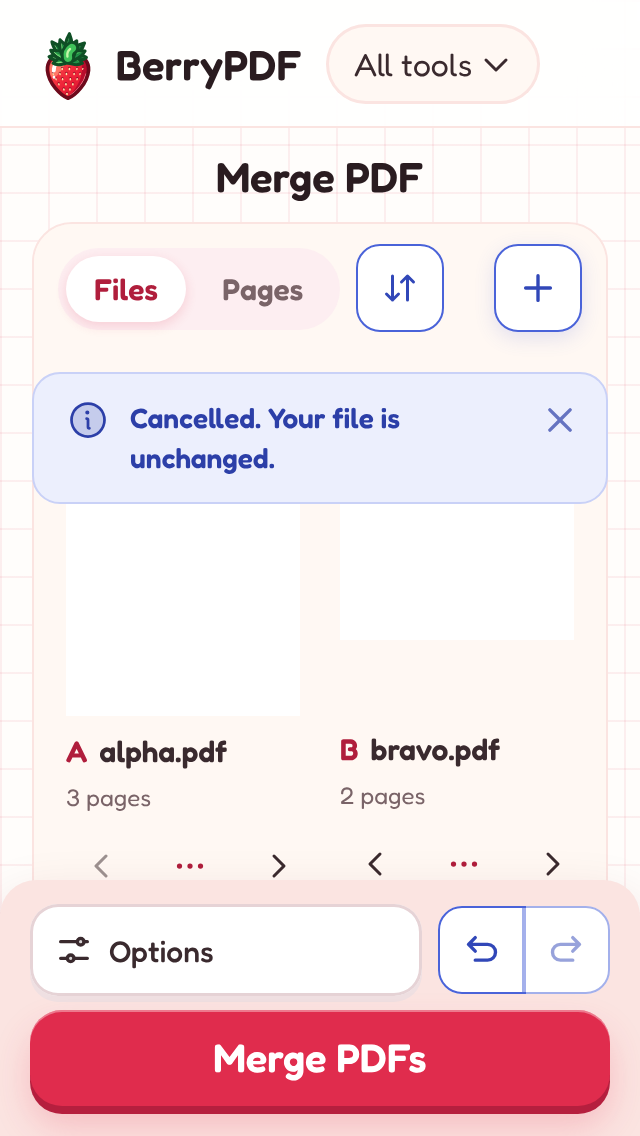 BerryPDF
All tools
Merge PDF
Files
Pages
Cancelled. Your file is
unchanged.
A alpha.pdf
3 pages
B bravo.pdf
2 pages
Options
Merge PDFs